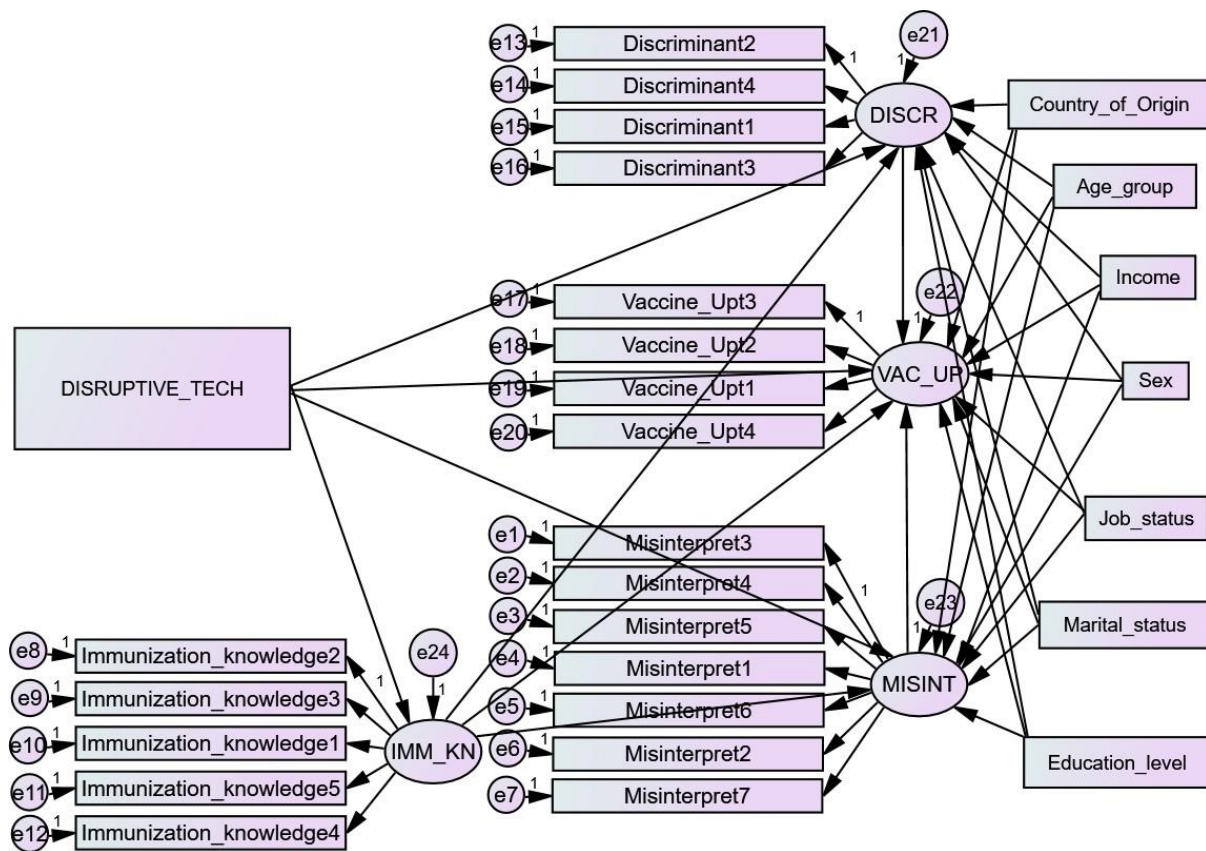 e13 1 Discriminant2
e14 1 Discriminant4
e15 1 Discriminant1
e16 1 Discriminant3
1
e21
1
DISCR
Country_of_Origin
Age_group
Income
Sex
Job_status
Marital_status
Education_level
e17 1 Vaccine_Upt3
e18 1 Vaccine_Upt2
e19 1 Vaccine_Upt1
e20 1 Vaccine_Upt4
1
e22
1
VAC_UP
DISRUPTIVE_TECH
e1 1 Misinterpret3
e2 1 Misinterpret4
e3 1 Misinterpret5
e4 1 Misinterpret1
e5 1 Misinterpret6
e6 1 Misinterpret2
e7 1 Misinterpret7
1
e23
1
MISINT
e8 1 Immunization_knowledge2
e9 1 Immunization_knowledge3
e10 1 Immunization_knowledge1
e11 1 Immunization_knowledge5
e12 1 Immunization_knowledge4
1
e24
1
IMM_KN